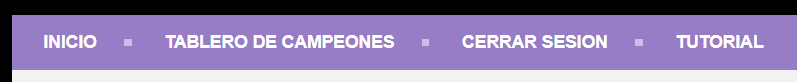 INICIO TABLERO DE CAMPEONES CERRAR SESION TUTORIAL